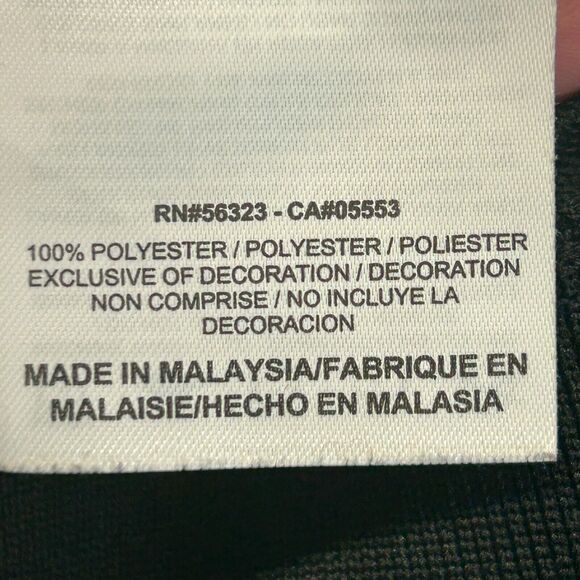 RN#56323 - CA#05553
100% POLYESTER / POLYESTER / POLIESTER
EXCLUSIVE OF DECORATION / DECORATION
NON COMPRISE / NO INCLUYE LA
DECORACION
MADE IN MALAYSIA/FABRIQUE EN
MALAISIE/HECHO EN MALASIA